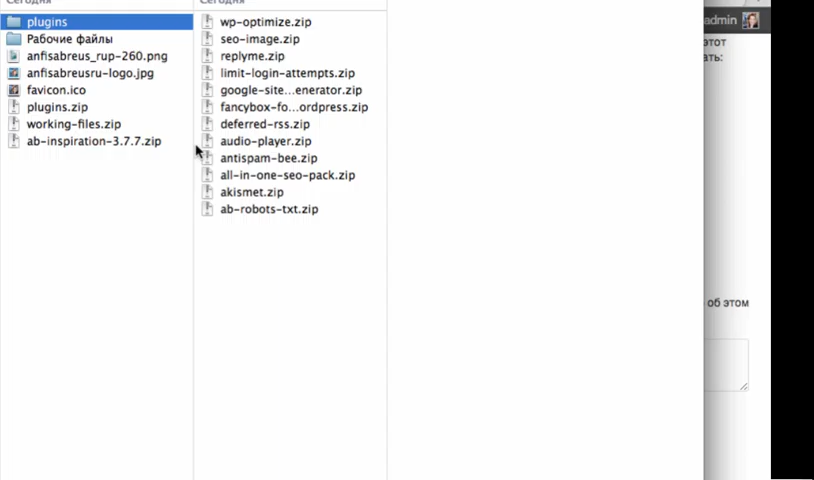 Сегодня
plugins
Рабочие файлы
anfisabreus_rup-260.png
anfisabreusru-logo.jpg
favicon.ico
plugins.zip
working-files.zip
ab-inspiration-3.7.7.zip
Сегодня
wp-optimize.zip
seo-image.zip
replyme.zip
limit-login-attempts.zip
google-site...enerator.zip
fancybox-fo...ordpress.zip
deferred-rss.zip
audio-player.zip
antispam-bee.zip
all-in-one-seo-pack.zip
akismet.zip
ab-robots-txt.zip
admin
этот
ать:
об этом